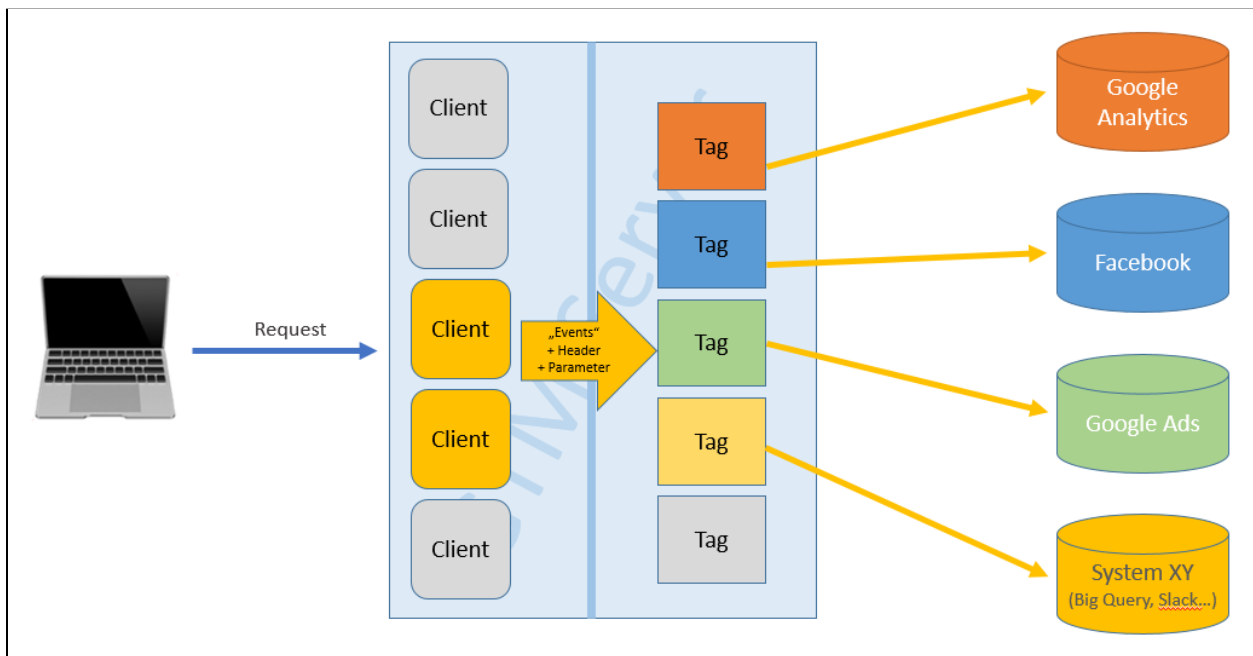 Request
Client
Client
Client
Client
Client
„Events“
+ Header
+ Parameter
Tag
Tag
Tag
Tag
Tag
Google
Analytics
Facebook
Google Ads
System XY
(Big Query, Slack…)